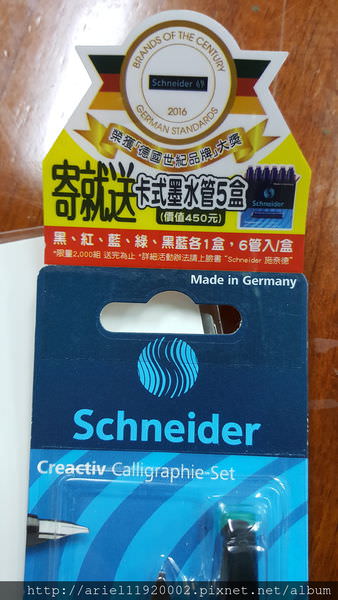 BRANDS OF THE CENTURY
Schneider
2016
GERMAN STANDARDS
榮獲「德國世紀品牌」大獎
寄就送卡式墨水管5盒
(價值450元)
Schneider
黑、紅、藍、綠、黑藍各1盒，6管入/盒
*限量2,000組 送完為止 *詳細活動辦法請上臉書 "Schneider 施奈德"
Made in Germany
Schneider
Creactiv Calligraphie-Set
http://ariel11920002.pixnet.net/album